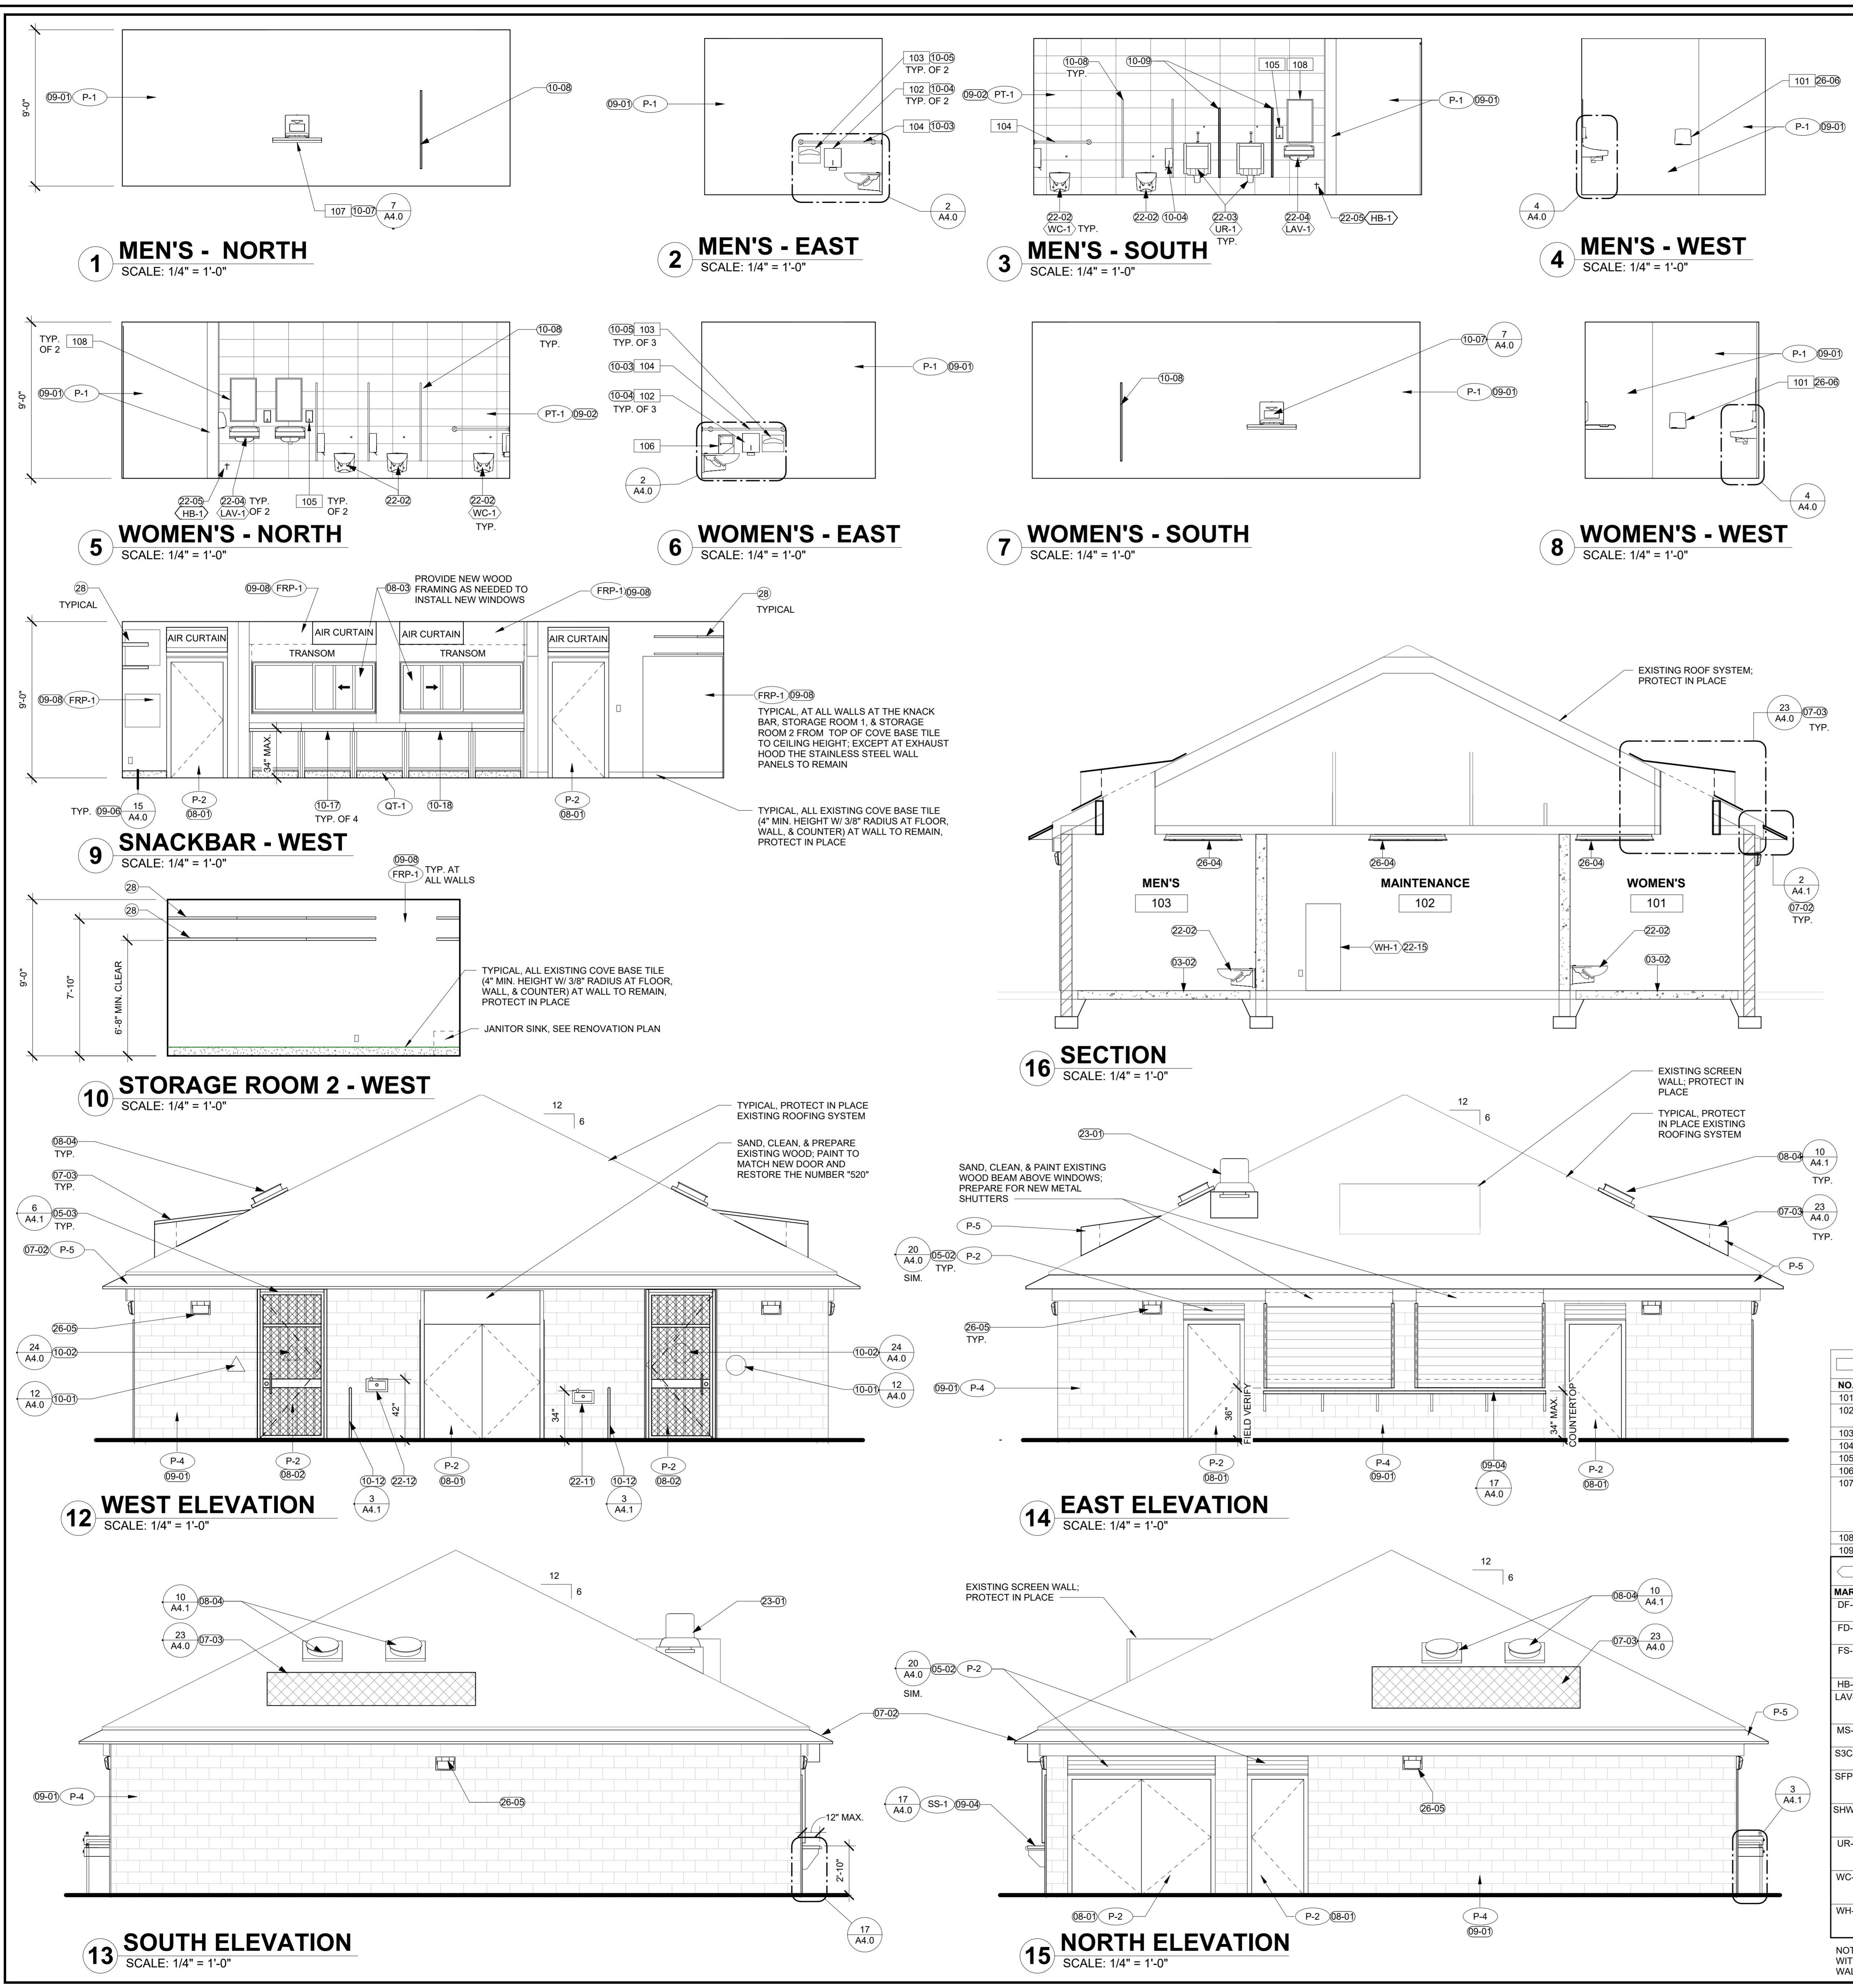 9'-0"
09-01 P-1
10-08
107 10-07 7
A4.0
1 MEN'S - NORTH
SCALE: 1/4" = 1'-0"
09-01 P-1
103 10-05
TYP. OF 2
102 10-04
TYP. OF 2
104 10-03
2
A4.0
2 MEN'S - EAST
SCALE: 1/4" = 1'-0"
10-08
TYP.
10-09
105 108
09-02 PT-1
104
P-1 09-01
22-02
WC-1 TYP.
22-02 10-04
22-03
UR-1
TYP.
22-04
LAV-1
22-05 HB-1
3 MEN'S - SOUTH
SCALE: 1/4" = 1'-0"
101 26-06
P-1 09-01
4
A4.0
4 MEN'S - WEST
SCALE: 1/4" = 1'-0"
9'-0"
TYP.
OF 2 108
09-01 P-1
10-08
TYP.
PT-1 09-02
22-05
HB-1
22-04 TYP.
LAV-1 OF 2
105 TYP.
OF 2
22-02
22-02
WC-1
TYP.
5 WOMEN'S - NORTH
SCALE: 1/4" = 1'-0"
10-05 103
TYP. OF 3
10-03 104
10-04 102
TYP. OF 3
106
P-1 09-01
2
A4.0
6 WOMEN'S - EAST
SCALE: 1/4" = 1'-0"
10-08
10-07 7
A4.0
P-1 09-01
7 WOMEN'S - SOUTH
SCALE: 1/4" = 1'-0"
P-1 09-01
101 26-06
4
A4.0
8 WOMEN'S - WEST
SCALE: 1/4" = 1'-0"
28
TYPICAL
09-08 FRP-1
08-03
PROVIDE NEW WOOD
FRAMING AS NEEDED TO
INSTALL NEW WINDOWS
FRP-1 09-08
28
TYPICAL
AIR CURTAIN
AIR CURTAIN
AIR CURTAIN
AIR CURTAIN
TRANSOM
TRANSOM
9'-0"
09-08 FRP-1
34" MAX.
FRP-1 09-08
TYPICAL, AT ALL WALLS AT THE KNACK
BAR, STORAGE ROOM 1, & STORAGE
ROOM 2 FROM TOP OF COVE BASE TILE
TO CEILING HEIGHT; EXCEPT AT EXHAUST
HOOD THE STAINLESS STEEL WALL
PANELS TO REMAIN
TYP. 09-06 15
A4.0
P-2
08-01
10-17
TYP. OF 4
QT-1
10-18
P-2
08-01
TYPICAL, ALL EXISTING COVE BASE TILE
(4" MIN. HEIGHT W/ 3/8" RADIUS AT FLOOR,
WALL, & COUNTER) AT WALL TO REMAIN,
PROTECT IN PLACE
9 SNACKBAR - WEST
SCALE: 1/4" = 1'-0"
09-08
FRP-1 TYP. AT
ALL WALLS
28
28
9'-0"
7'-10"
6'-8" MIN. CLEAR
TYPICAL, ALL EXISTING COVE BASE TILE
(4" MIN. HEIGHT W/ 3/8" RADIUS AT FLOOR,
WALL, & COUNTER) AT WALL TO REMAIN,
PROTECT IN PLACE
JANITOR SINK, SEE RENOVATION PLAN
10 STORAGE ROOM 2 - WEST
SCALE: 1/4" = 1'-0"
EXISTING ROOF SYSTEM;
PROTECT IN PLACE
23
A4.0 07-03
TYP.
26-04
26-04
26-04
MEN'S
103
MAINTENANCE
102
WOMEN'S
101
2
A4.1
07-02
TYP.
22-02
WH-1 22-15
22-02
03-02
03-02
16 SECTION
SCALE: 1/4" = 1'-0"
12
6
TYPICAL, PROTECT IN PLACE
EXISTING ROOFING SYSTEM
SAND, CLEAN, & PREPARE
EXISTING WOOD; PAINT TO
MATCH NEW DOOR AND
RESTORE THE NUMBER "520"
08-04
TYP.
07-03
TYP.
6
A4.1 05-03
TYP.
07-02 P-5
26-05
24
A4.0 10-02
12
A4.0 10-01
10-02 24
A4.0
10-01 12
A4.0
42"
34"
P-4
09-01
P-2
08-02
10-12
3
A4.1
22-12
P-2
08-01
22-11
10-12
3
A4.1
P-2
08-02
12 WEST ELEVATION
SCALE: 1/4" = 1'-0"
12
6
EXISTING SCREEN
WALL; PROTECT IN
PLACE
TYPICAL, PROTECT
IN PLACE EXISTING
ROOFING SYSTEM
23-01
SAND, CLEAN, & PAINT EXISTING
WOOD BEAM ABOVE WINDOWS;
PREPARE FOR NEW METAL
SHUTTERS
08-04 10
A4.1
TYP.
07-03 23
A4.0
TYP.
P-5
20
A4.0 05-02 P-2
SIM. TYP.
P-5
26-05
TYP.
09-01 P-4
36"
FIELD VERIFY
34" MAX.
COUNTERTOP
P-2
08-01
P-4
09-01
09-04
17
A4.0
P-2
08-01
14 EAST ELEVATION
SCALE: 1/4" = 1'-0"
12
6
10
A4.1 08-04
23
A4.0 07-03
23-01
07-02
09-01 P-4
26-05
12" MAX.
2'-10"
17
A4.0
13 SOUTH ELEVATION
SCALE: 1/4" = 1'-0"
EXISTING SCREEN WALL;
PROTECT IN PLACE
12
6
08-04 10
A4.1
07-03 23
A4.0
20
A4.0 05-02 P-2
SIM.
P-5
17
A4.0 SS-1 09-04
26-05
3
A4.1
08-01 P-2
P-2 08-01
P-4
09-01
15 NORTH ELEVATION
SCALE: 1/4" = 1'-0"
NO.
101
102
103
104
105
106
107
108
109
DF-
FD-
FS-
HB-
LAV
MS-
S3C
SFP
SHW
UR-
WC-
WH-